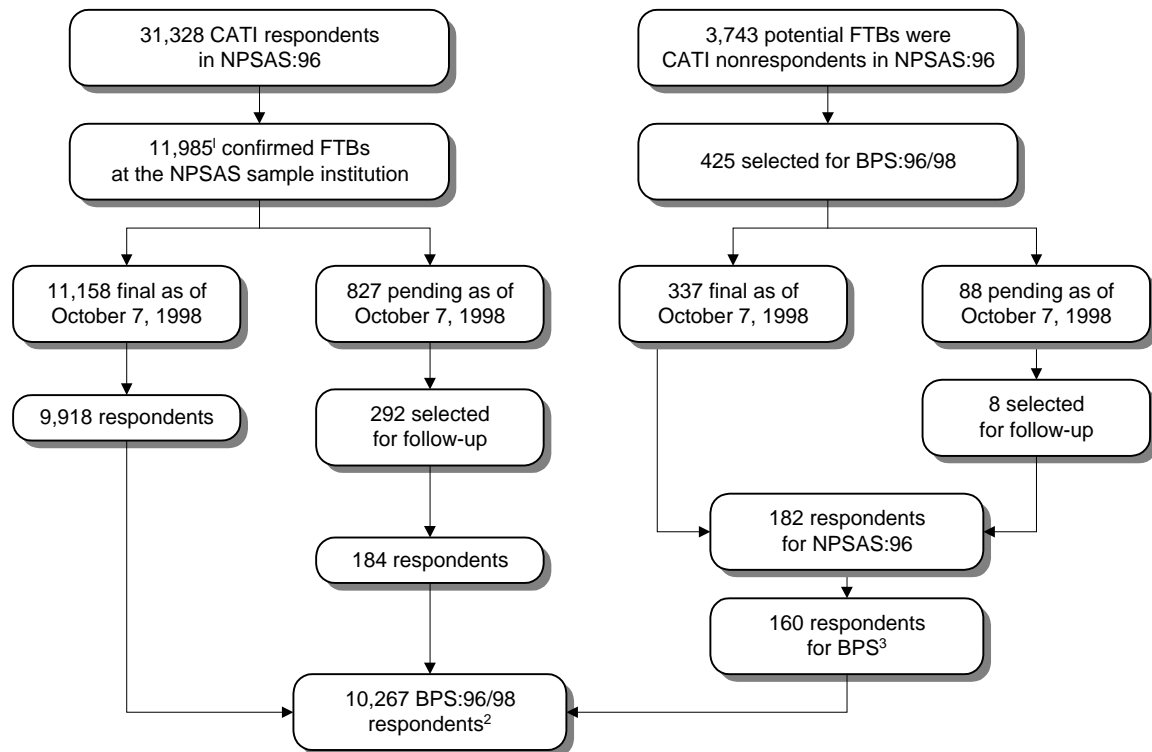 31,328 CATI respondents
in NPSAS:96
3,743 potential FTBs were
CATI nonrespondents in NPSAS:96
11,985¹ confirmed FTBs
at the NPSAS sample institution
425 selected for BPS:96/98
11,158 final as of
October 7, 1998
827 pending as of
October 7, 1998
337 final as of
October 7, 1998
88 pending as of
October 7, 1998
9,918 respondents
292 selected
for follow-up
8 selected
for follow-up
182 respondents
for NPSAS:96
184 respondents
160 respondents
for BPS³
10,267 BPS:96/98
respondents²